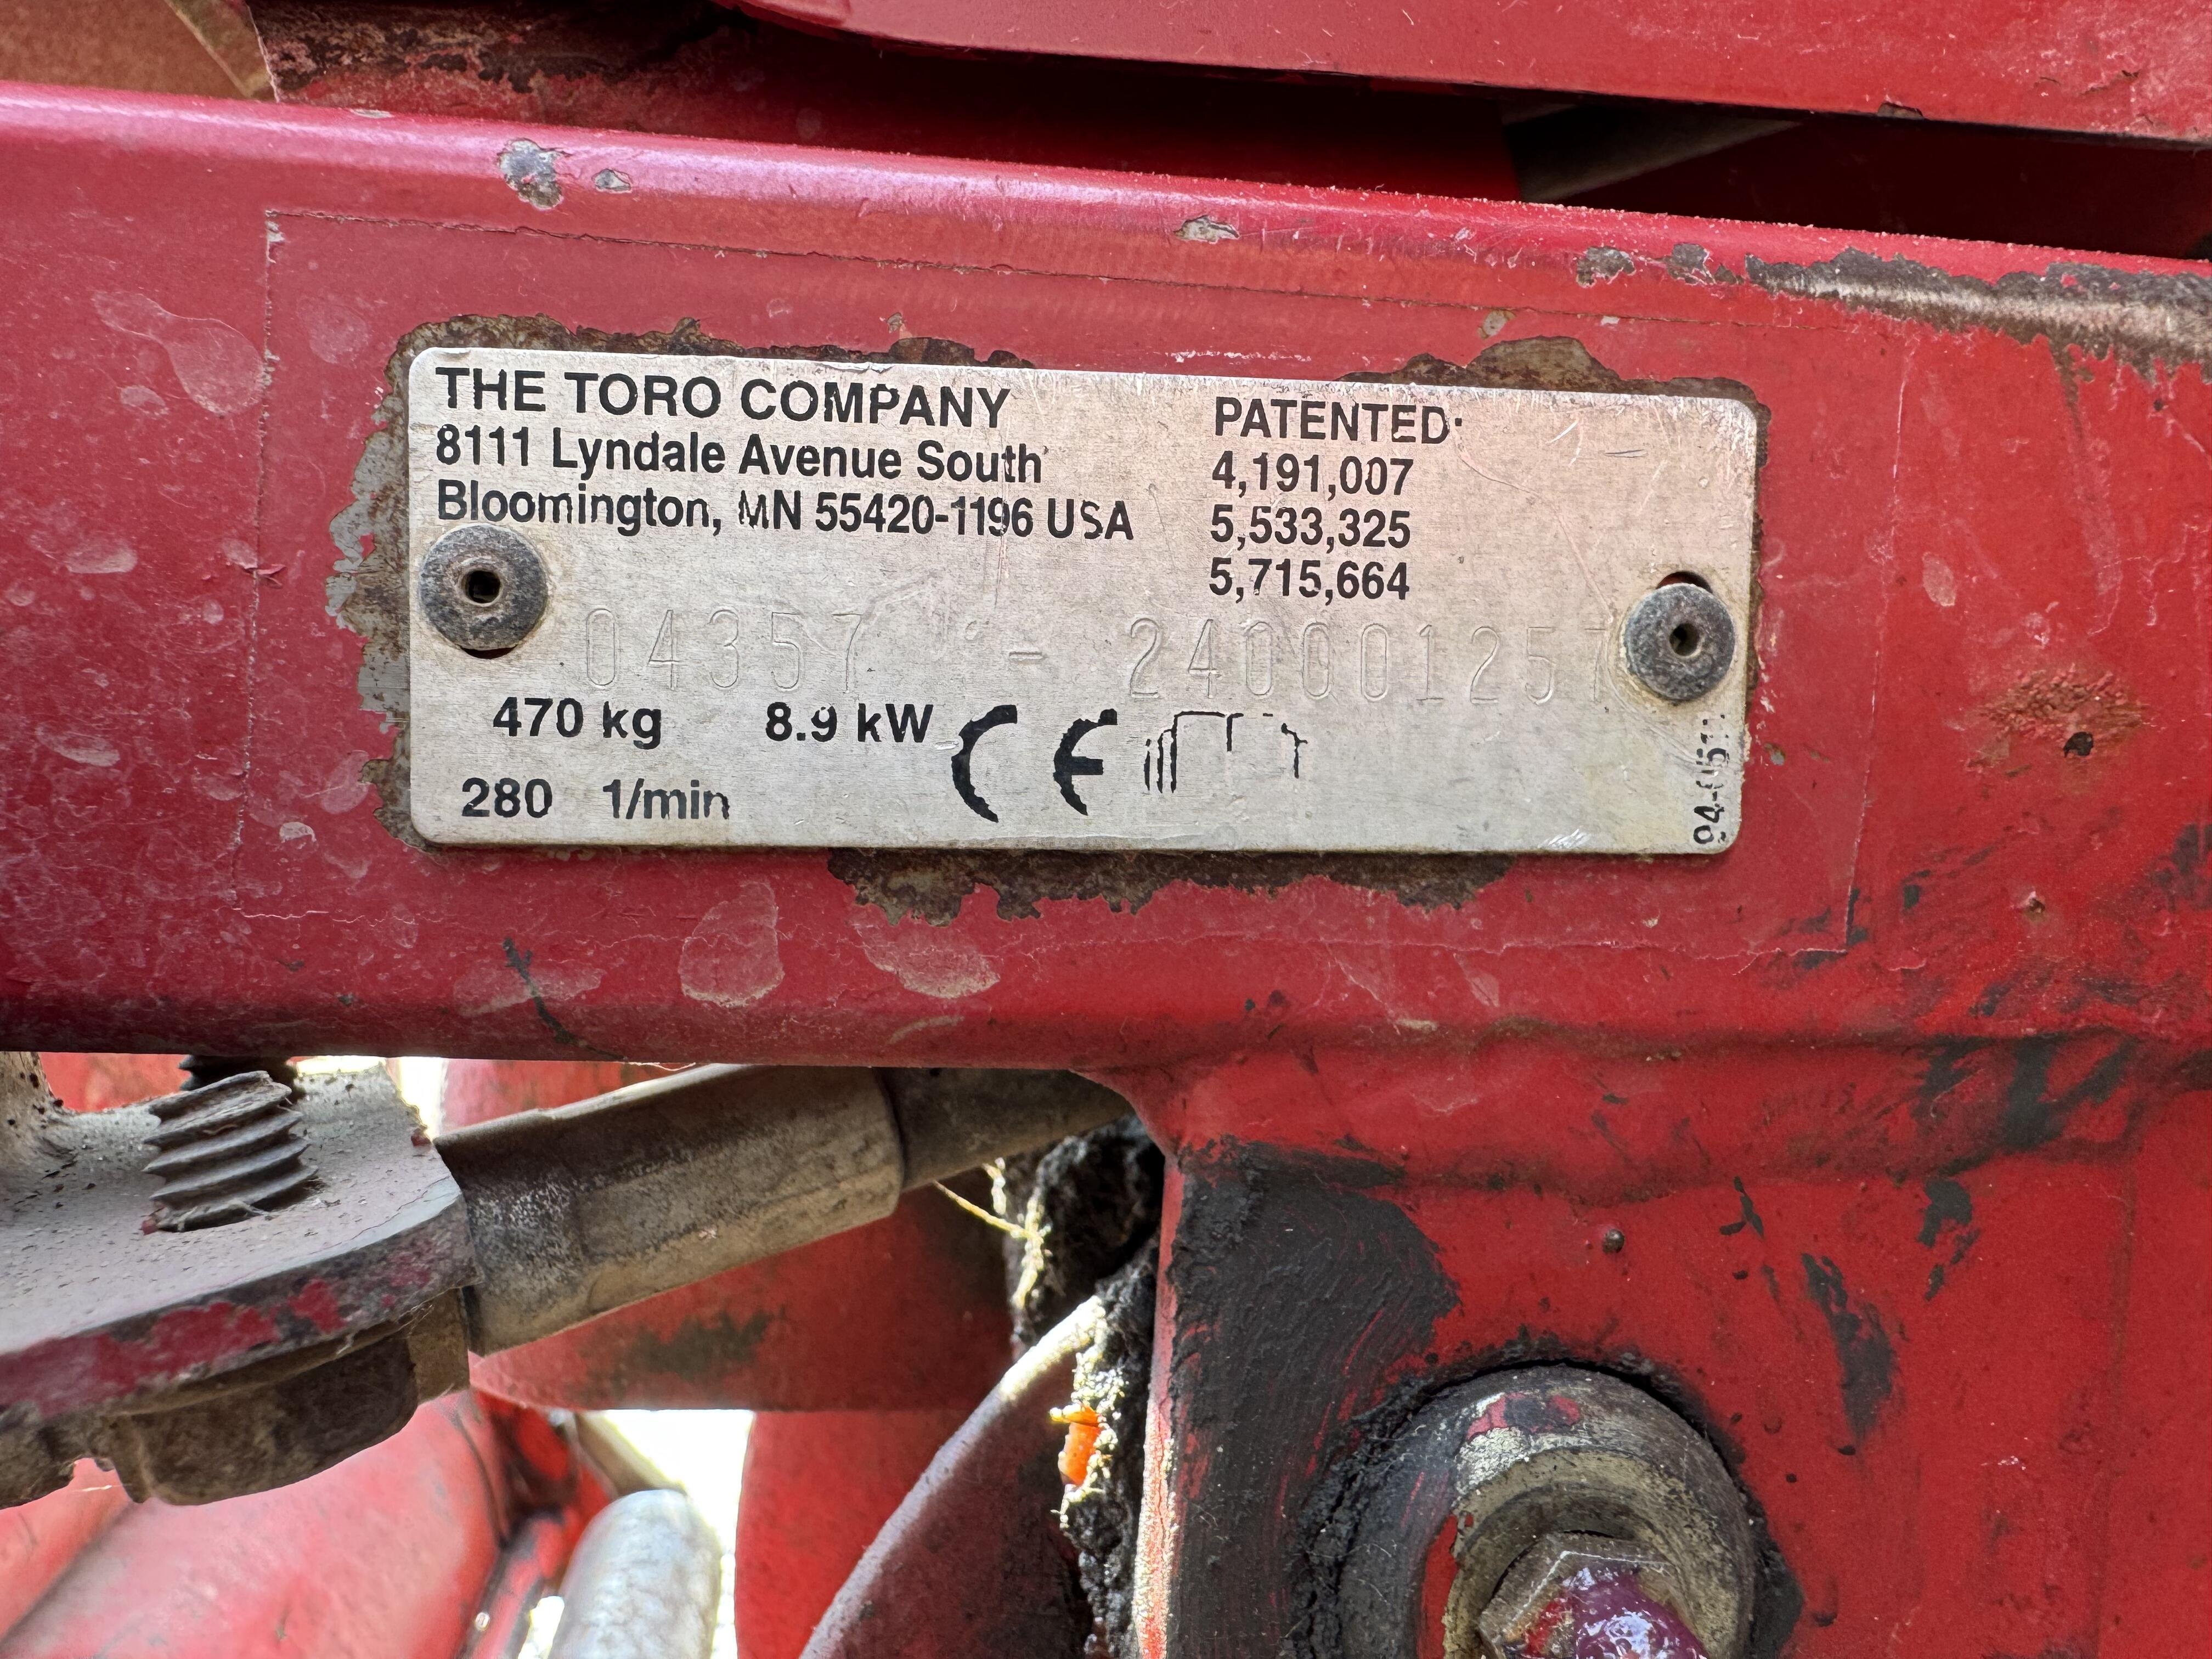 THE TORO COMPANY
8111 Lyndale Avenue South
Bloomington, MN 55420-1196 USA
PATENTED:
4,191,007
5,533,325
5,715,664
04357 - 240001257
470 kg 8.9 kW CE
280 1/min